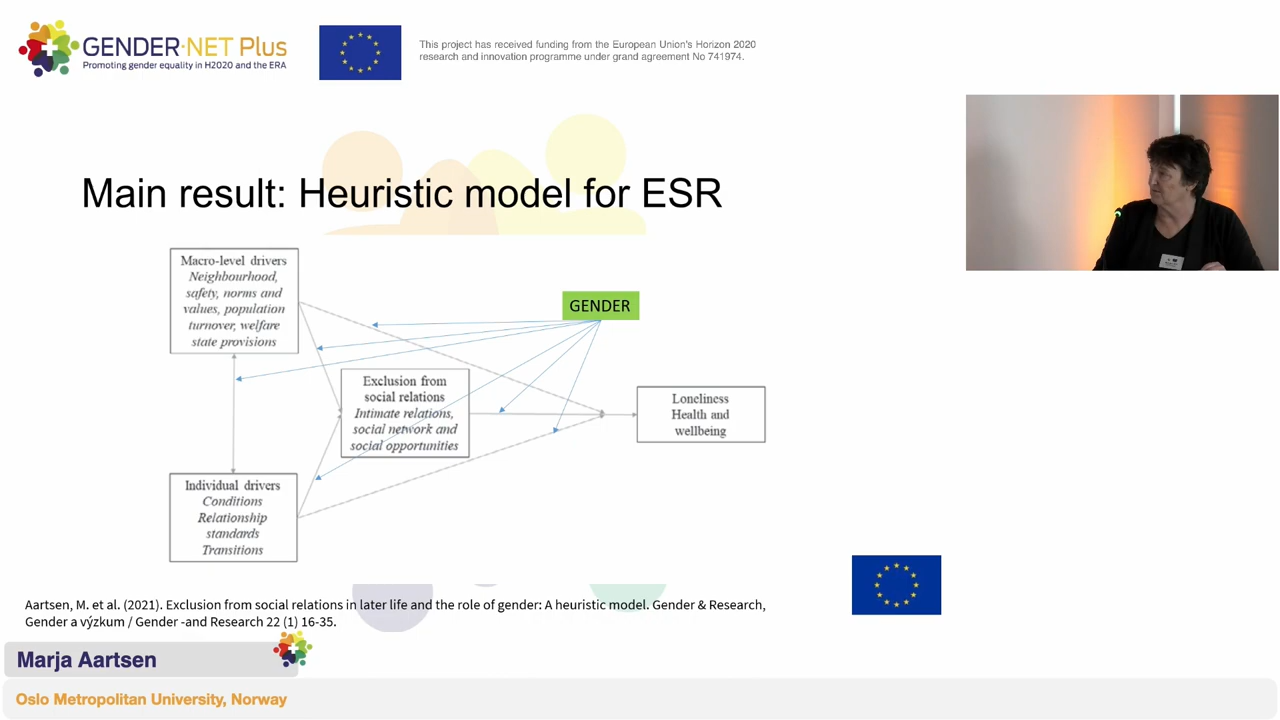 GENDER·NET Plus
Promoting gender equality in H2020 and the ERA
This project has received funding from the European Union's Horizon 2020
research and innovation programme under grand agreement No 741974.
Main result: Heuristic model for ESR
Macro-level drivers
Neighbourhood,
safety, norms and
values, population
turnover, welfare
state provisions
GENDER
Exclusion from
social relations
Intimate relations,
social network and
social opportunities
Loneliness
Health and
wellbeing
Individual drivers
Conditions
Relationship
standards
Transitions
Aartsen, M. et al. (2021). Exclusion from social relations in later life and the role of gender: A heuristic model. Gender & Research,
Gender a výzkum / Gender -and Research 22 (1) 16-35.
Marja Aartsen
Oslo Metropolitan University, Norway